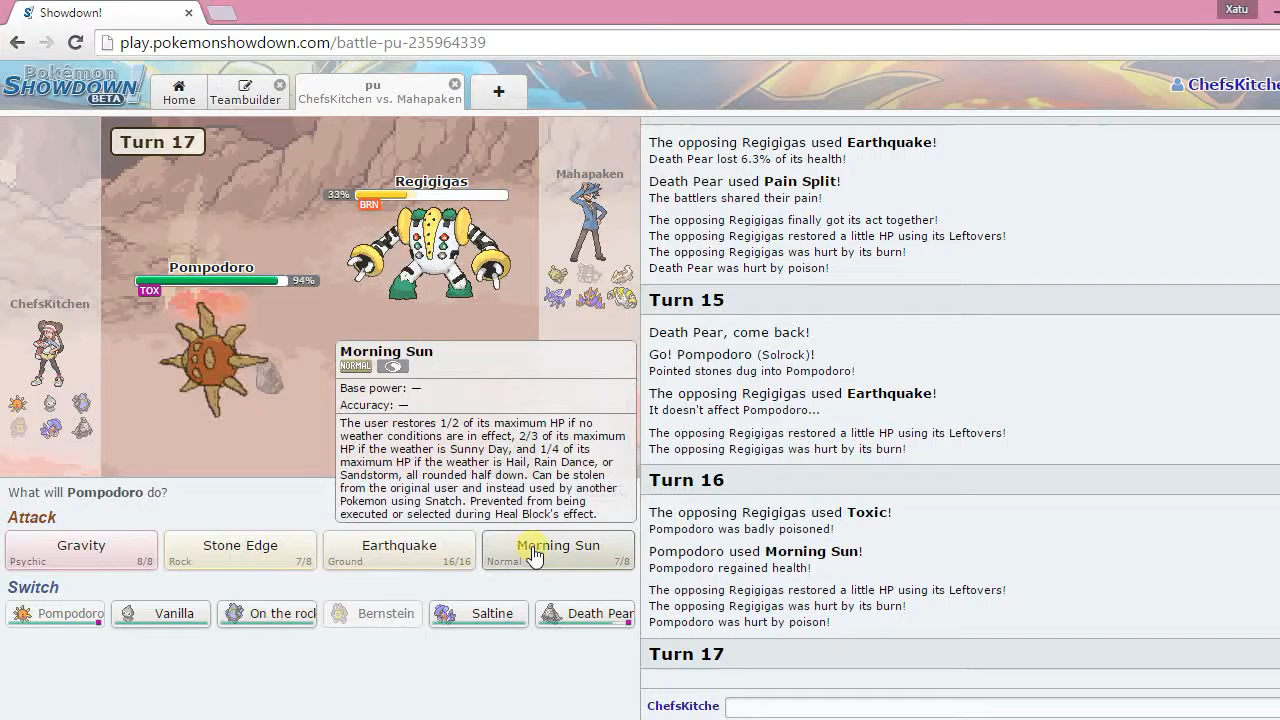 Showdown!
Xatu
play.pokemonshowdown.com/battle-pu-235964339
Pokémon
SHOWDOWN!
BETA
Home
Teambuilder
pu
ChefsKitchen vs. Mahapaken
+
ChefsKitche
Turn 17
Regigigas
33%
BRN
Mahapaken
Pompodoro
94%
TOX
ChefsKitchen
Morning Sun
NORMAL
Base power: —
Accuracy: —
The user restores 1/2 of its maximum HP if no
weather conditions are in effect, 2/3 of its maximum
HP if the weather is Sunny Day, and 1/4 of its
maximum HP if the weather is Hail, Rain Dance, or
Sandstorm, all rounded half down. Can be stolen
from the original user and instead used by another
Pokemon using Snatch. Prevented from being
executed or selected during Heal Block's effect.
What will Pompodoro do?
Attack
Gravity
Psychic 8/8
Stone Edge
Rock 7/8
Earthquake
Ground 16/16
Morning Sun
Normal 7/8
Switch
Pompodoro
Vanilla
On the rock
Bernstein
Saltine
Death Pear
The opposing Regigigas used Earthquake!
Death Pear lost 6.3% of its health!
Death Pear used Pain Split!
The battlers shared their pain!
The opposing Regigigas finally got its act together!
The opposing Regigigas restored a little HP using its Leftovers!
The opposing Regigigas was hurt by its burn!
Death Pear was hurt by poison!
Turn 15
Death Pear, come back!
Go! Pompodoro (Solrock)!
Pointed stones dug into Pompodoro!
The opposing Regigigas used Earthquake!
It doesn't affect Pompodoro...
The opposing Regigigas restored a little HP using its Leftovers!
The opposing Regigigas was hurt by its burn!
Turn 16
The opposing Regigigas used Toxic!
Pompodoro was badly poisoned!
Pompodoro used Morning Sun!
Pompodoro regained health!
The opposing Regigigas restored a little HP using its Leftovers!
The opposing Regigigas was hurt by its burn!
Pompodoro was hurt by poison!
Turn 17
ChefsKitche